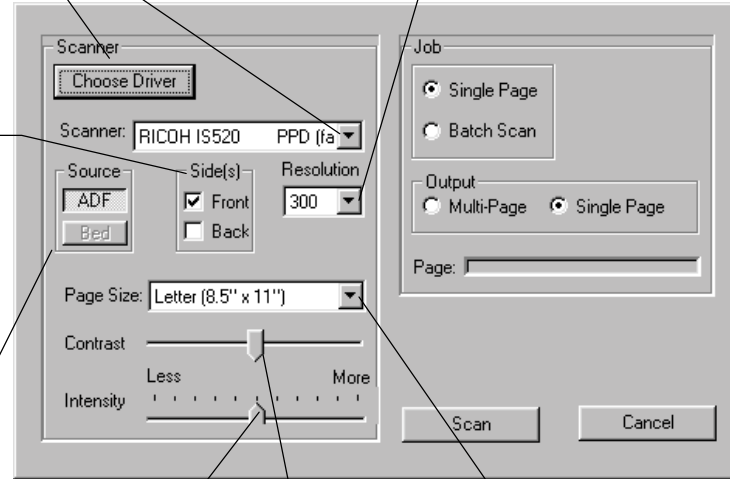 Scanner
Choose Driver
Scanner: RICOH IS520 PPD (fa
Source
ADF
Bed
Side(s)
Front
Back
Resolution
300
Page Size: Letter (8.5" x 11")
Contrast
Less More
Intensity
Job
Single Page
Batch Scan
Output
Multi-Page Single Page
Page:
Scan Cancel